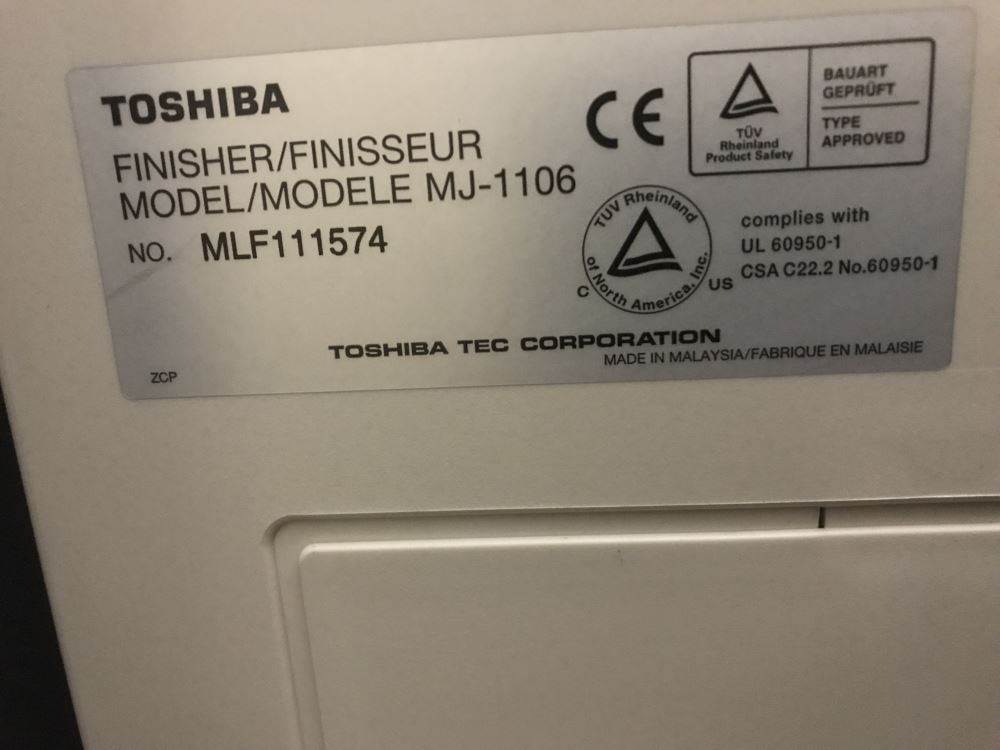 TOSHIBA
FINISHER/FINISSEUR
MODEL/MODELE MJ-1106
NO. MLF111574
CE
TÜV
Rheinland
Product Safety
BAUART
GEPRÜFT
TYPE
APPROVED
TUV Rheinland
of North America, Inc.
C US
complies with
UL 60950-1
CSA C22.2 No.60950-1
TOSHIBA TEC CORPORATION
MADE IN MALAYSIA/FABRIQUE EN MALAISIE
ZCP